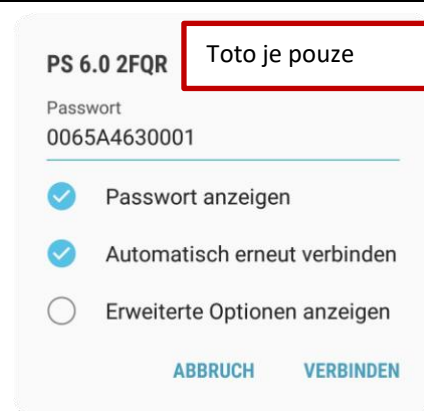 PS 6.0 2FQR
Toto je pouze
Passwort
0065A4630001
Passwort anzeigen
Automatisch erneut verbinden
Erweiterte Optionen anzeigen
ABBRUCH VERBINDEN